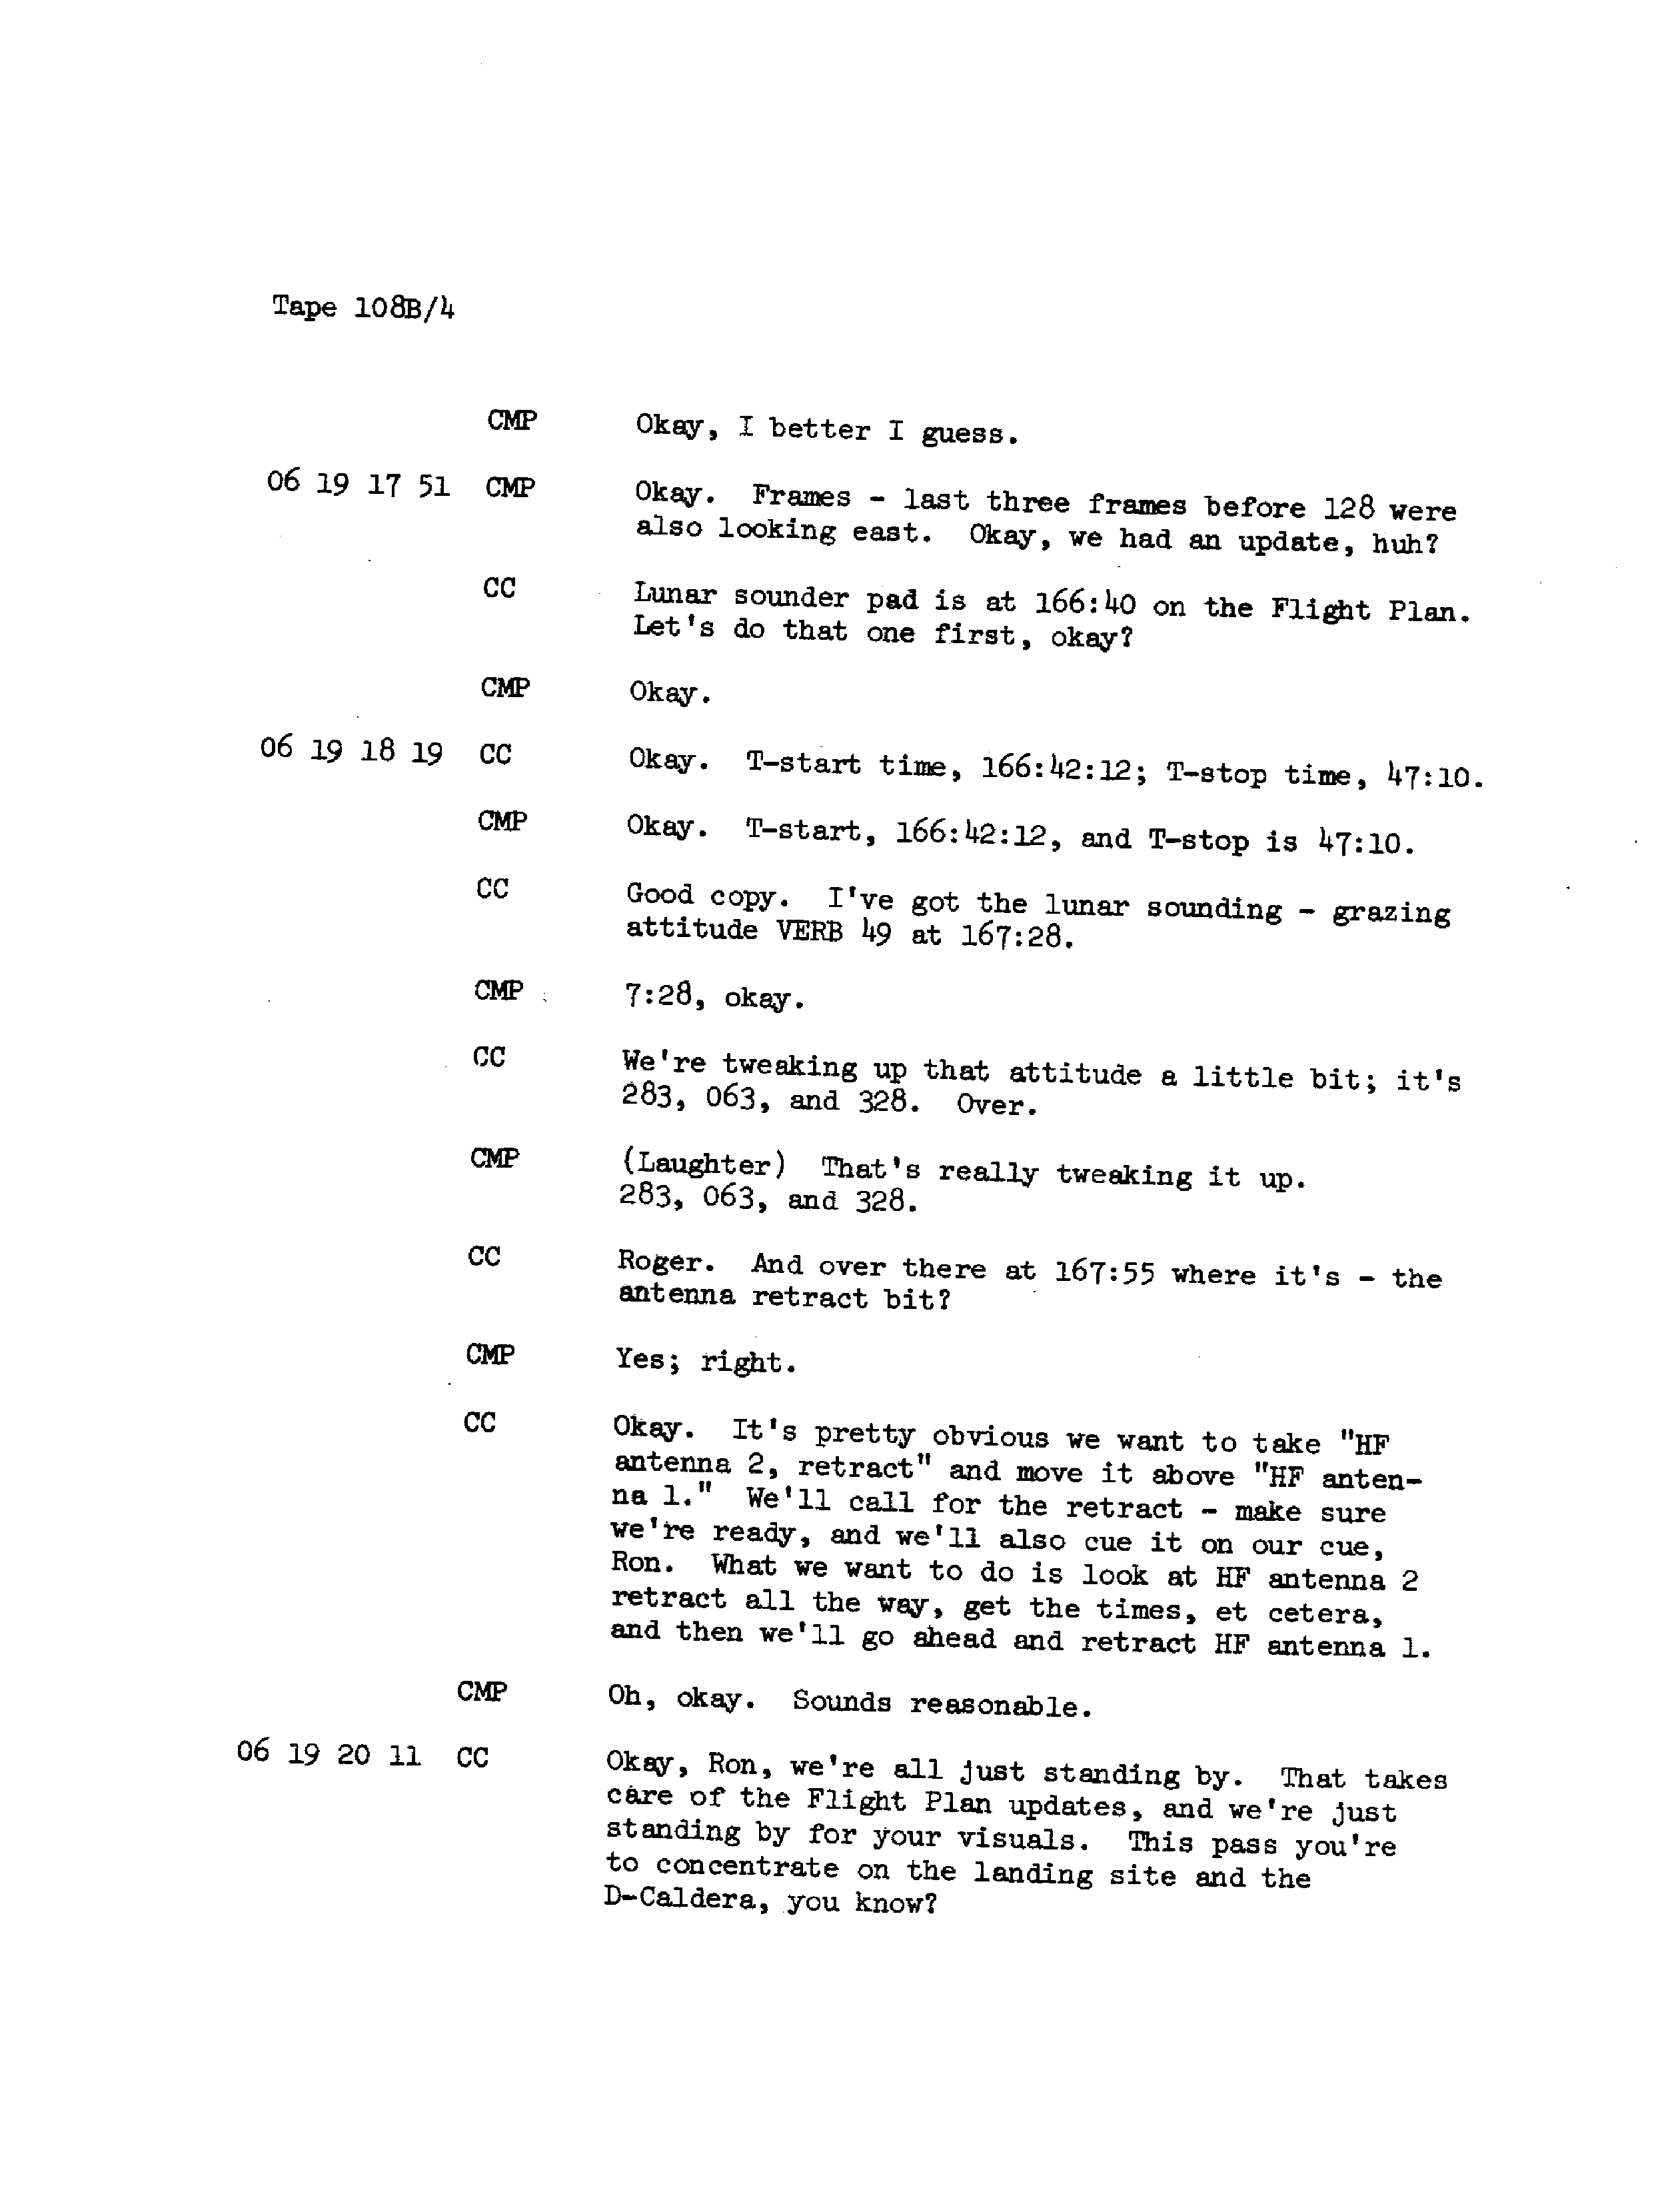 Tape 108B/4
CMP Okay, I better I guess.
06 19 17 51 CMP Okay. Frames - last three frames before 128 were
also looking east. Okay, we had an update, huh?
CC Lunar sounder pad is at 166:40 on the Flight Plan.
Let's do that one first, okay?
CMP Okay.
06 19 18 19 CC Okay. T-start time, 166:42:12; T-stop time, 47:10.
CMP Okay. T-start, 166:42:12, and T-stop is 47:10.
CC Good copy. I've got the lunar sounding - grazing
attitude VERB 49 at 167:28.
CMP 7:28, okay.
CC We're tweaking up that attitude a little bit; it's
283, 063, and 328. Over.
CMP (Laughter) That's really tweaking it up.
283, 063, and 328.
CC Roger. And over there at 167:55 where it's - the
antenna retract bit?
CMP Yes; right.
CC Okay. It's pretty obvious we want to take "HF
antenna 2, retract" and move it above "HF anten-
na 1." We'll call for the retract - make sure
we're ready, and we'll also cue it on our cue,
Ron. What we want to do is look at HF antenna 2
retract all the way, get the times, et cetera,
and then we'll go ahead and retract HF antenna 1.
CMP Oh, okay. Sounds reasonable.
06 19 20 11 CC Okay, Ron, we're all just standing by. That takes
care of the Flight Plan updates, and we're just
standing by for your visuals. This pass you're
to concentrate on the landing site and the
D-Caldera, you know?